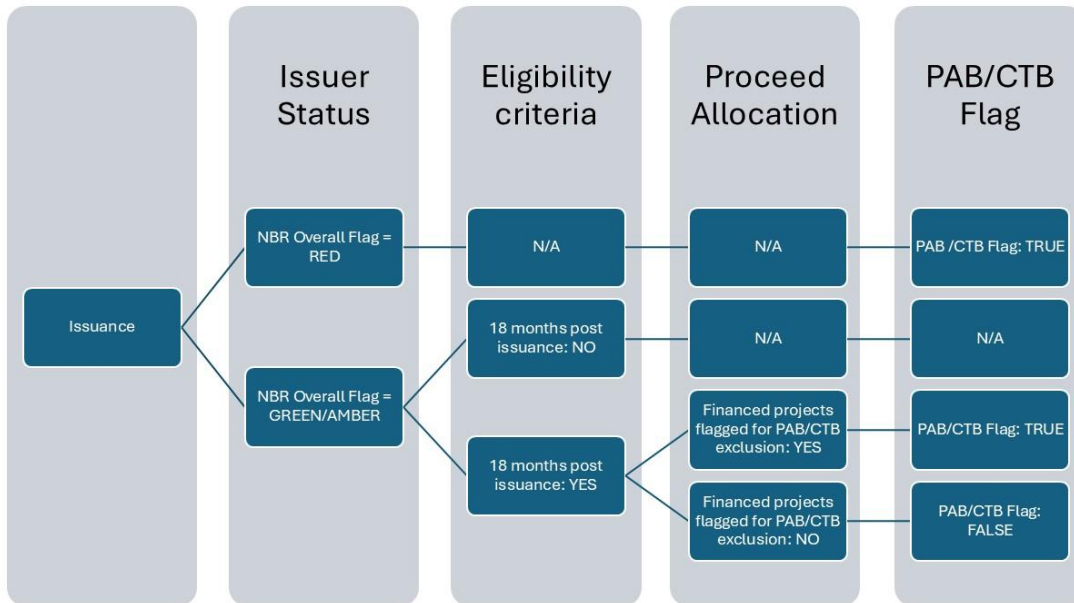 Issuer
Status
Eligibility
criteria
Proceed
Allocation
PAB/CTB
Flag
Issuance
NBR Overall Flag =
RED
N/A
N/A
PAB /CTB Flag: TRUE
NBR Overall Flag =
GREEN/AMBER
18 months post
issuance: NO
N/A
N/A
18 months post
issuance: YES
Financed projects
flagged for PAB/CTB
exclusion: YES
PAB/CTB Flag: TRUE
Financed projects
flagged for PAB/CTB
exclusion: NO
PAB/CTB Flag:
FALSE